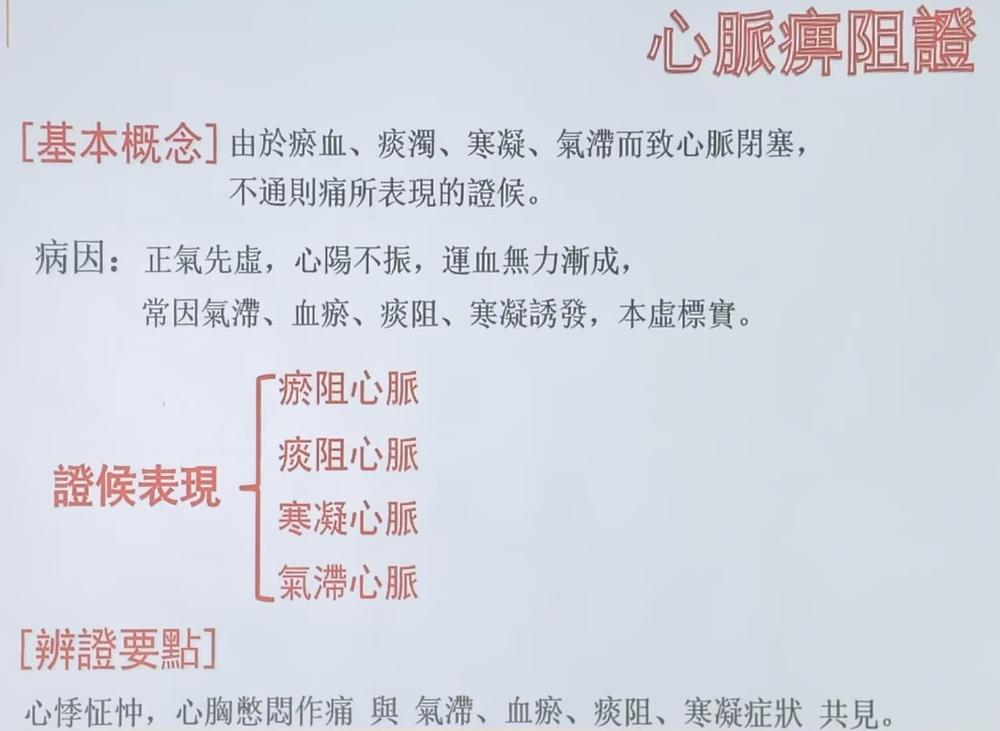 心脈痹阻證
[基本概念] 由於瘀血、痰濁、寒凝、氣滯而致心脈閉塞，
不通則痛所表現的證候。
病因：正氣先虛，心陽不振，運血無力漸成，
常因氣滯、血瘀、痰阻、寒凝誘發，本虛標實。
瘀阻心脈
痰阻心脈
證候表現
寒凝心脈
氣滯心脈
[辨證要點]
心悸怔忡，心胸憋悶作痛 與 氣滯、血瘀、痰阻、寒凝症狀 共見。